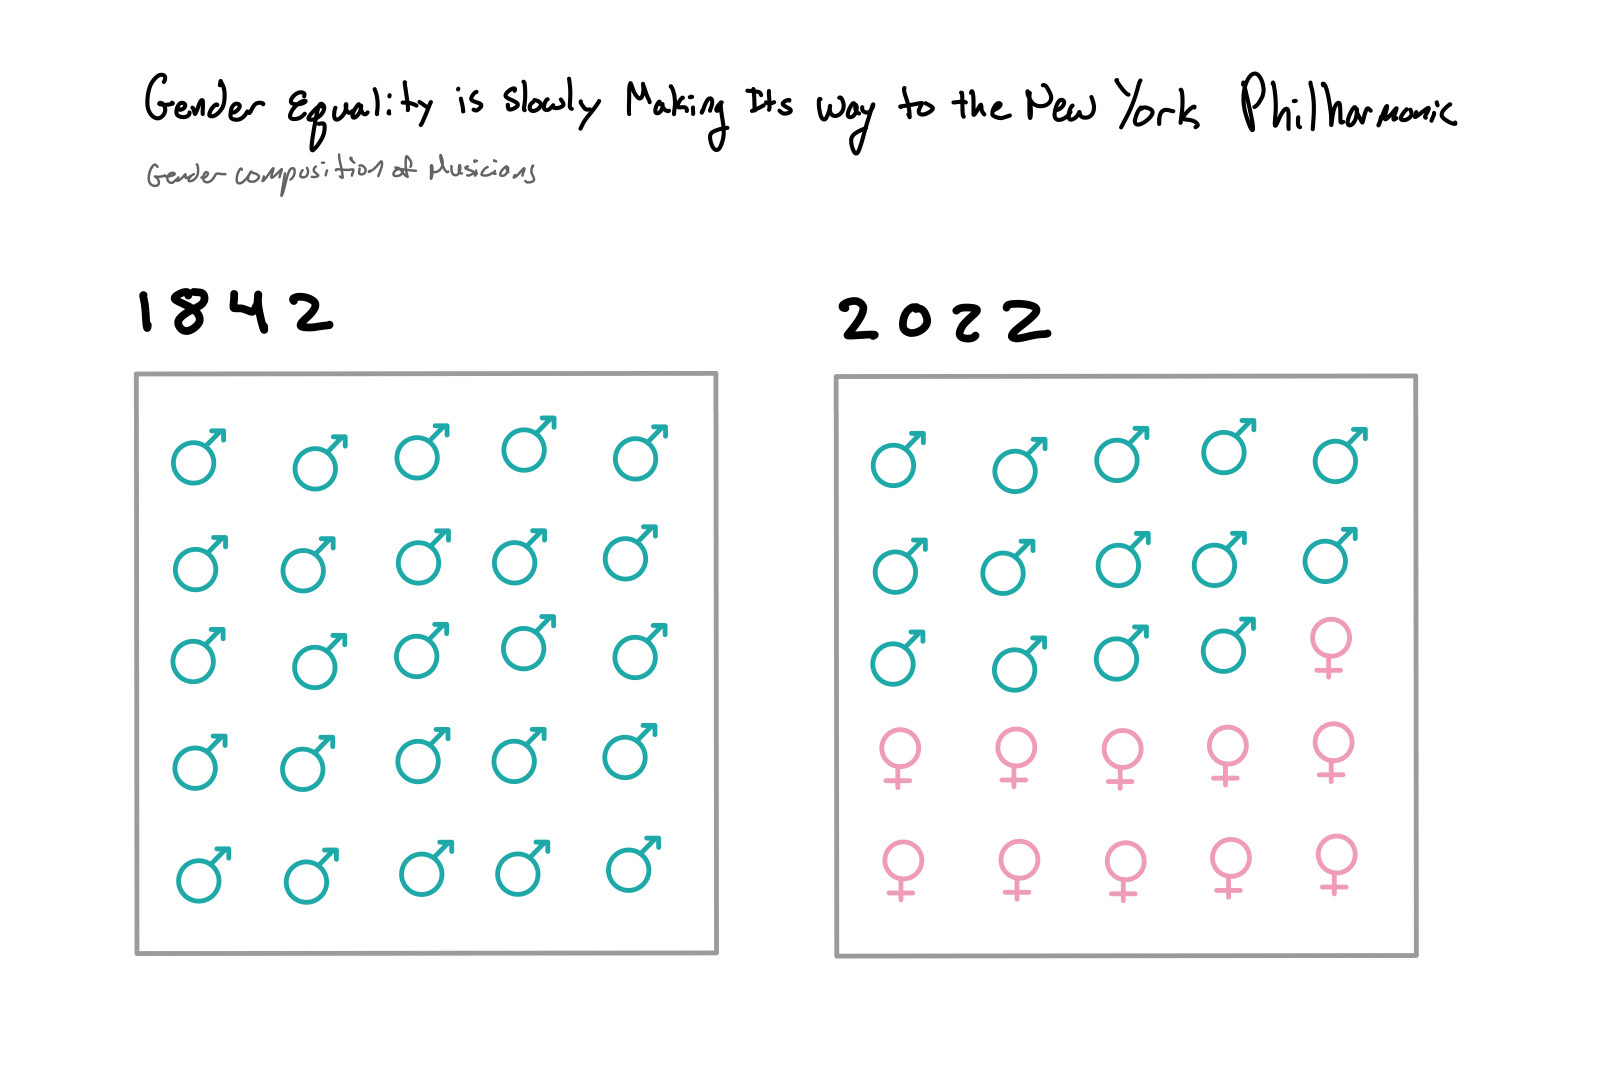 Gender Equality is Slowly Making Its Way to the New York Philharmonic
Gender composition of Musicians
1842
2022